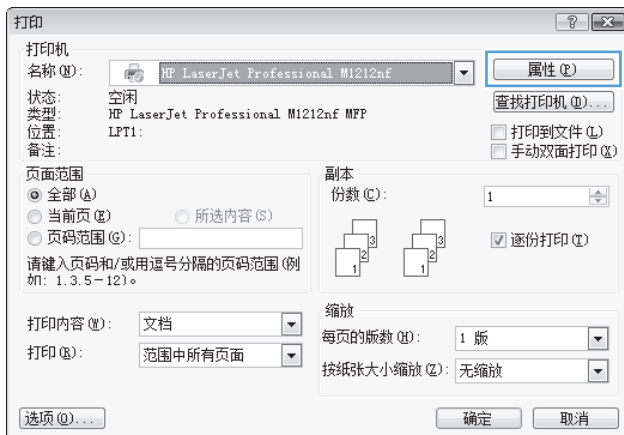 打印
打印机
名称(N): HP LaserJet Professional M1212nf 属性(P)
状态: 空闲 查找打印机(D)...
类型: HP LaserJet Professional M1212nf MFP
位置: LPT1: 打印到文件(L)
备注: 手动双面打印(X)
页面范围
全部(A)
当前页(E) 所选内容(S)
页码范围(G):
请键入页码和/或用逗号分隔的页码范围(例
如: 1.3.5-12)。
副本
份数(C): 1
1 2 3 1 2 3 逐份打印(T)
打印内容(W): 文档
打印(R): 范围中所有页面
缩放
每页的版数(H): 1 版
按纸张大小缩放(Z): 无缩放
选项(O)... 确定 取消